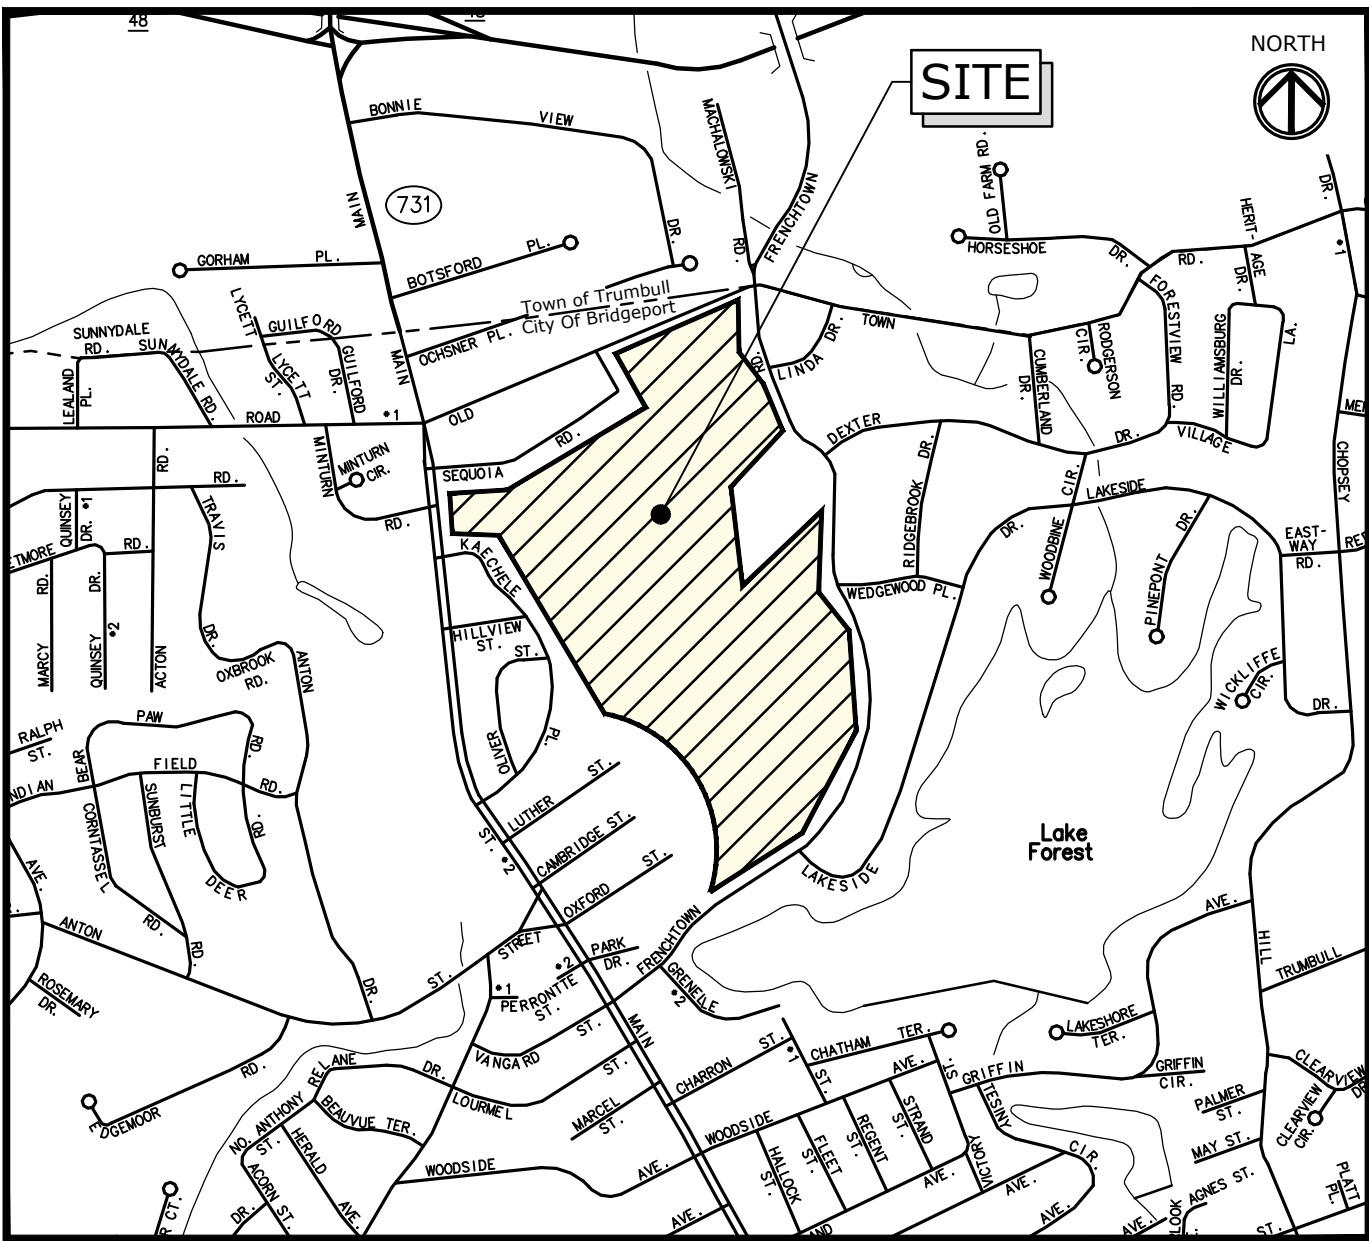 48
NORTH
SITE
BONNIE
VIEW
DR.
MACHALOWSKI
RD.
OLD FARM RD.
DR.
MAIN
731
FRENCHTOWN
HERIT-
AGE
DR.
*1
GORHAM
PL.
BOTSFORD
PL.
HORSESHOE
DR.
RD.
Town of Trumbull
City Of Bridgeport
LYCETT
GUILFORD
SUNNYDALE
RD.
SUNNYDALE RD.
LYCETT
ST.
GUILFORD
DR.
MAIN
OCHSNER PL.
RD.
LINDA DR.
TOWN
FORESTVIEW RD.
RODGERSON
CIR.
CUMBERLAND
DR.
WILLIAMSBURG
DR.
LA.
LEALAND
PL.
ROAD
*1
OLD
RD.
DEXTER
DR.
VILLAGE
SEQUOIA
MINTURN
MINTURN
CIR.
RD.
RD.
RD.
TRAVIS
DR.
QUINSEY
DR. *1
RD.
RD.
DR.
QUINSEY
*2
MARCY
ACTON
KAECHELE
HILLVIEW
ST.
ST.
RIDGEBROOK
DR.
WEDGEWOOD PL.
DR.
LAKESIDE
WOODBINE
CIR.
PINEPONT
DR.
CHOPSEY
EAST-
WAY
RD.
WICKLIFFE
CIR.
DR.
OXBROOK
RD.
ANTON
RALPH
ST.
PAW
RD.
BEAR
FIELD
RD.
CORNTASSEL
RD.
SUNBURST
RD.
LITTLE
DEER
RD.
OLIVER
PL.
LUTHER
ST.
CAMBRIDGE ST.
ST. *2
OXFORD
ST.
LAKESIDE
Lake
Forest
AVE.
ANTON
DR.
ROSEMARY
DR.
STREET
ST.
*1
PERRONTTE
ST.
*2
PARK
DR.
FRENCHTOWN
GRENELLE
*2
AVE.
HILL
TRUMBULL
VANGARD
ST.
MAIN
LAKESHORE
TER.
CHATHAM
TER.
CHARRON
ST.
*1
ST.
AVE.
ST.
GRIFFIN
GRIFFIN
CIR.
CLEARVIEW
DR.
CLEARVIEW
CIR.
RELANE
DR.
LOURMEL
ST.
MARCEL
ST.
RD.
EDGEMOOR
NO. ANTHONY
ST.
BEAUVUE TER.
HERALD
AVE.
ACORN
ST.
DR.
WOODSIDE
AVE.
WOODSIDE
HALLOCK
ST.
FLEET
ST.
REGENT
ST.
STRAND
ST.
VICTORY
TESINY
CIR.
PALMER
ST.
MAY ST.
AGNES ST.
PLATT
PL.
AVE.
AVE.
AVE.
AVE.
AVE.
ST.